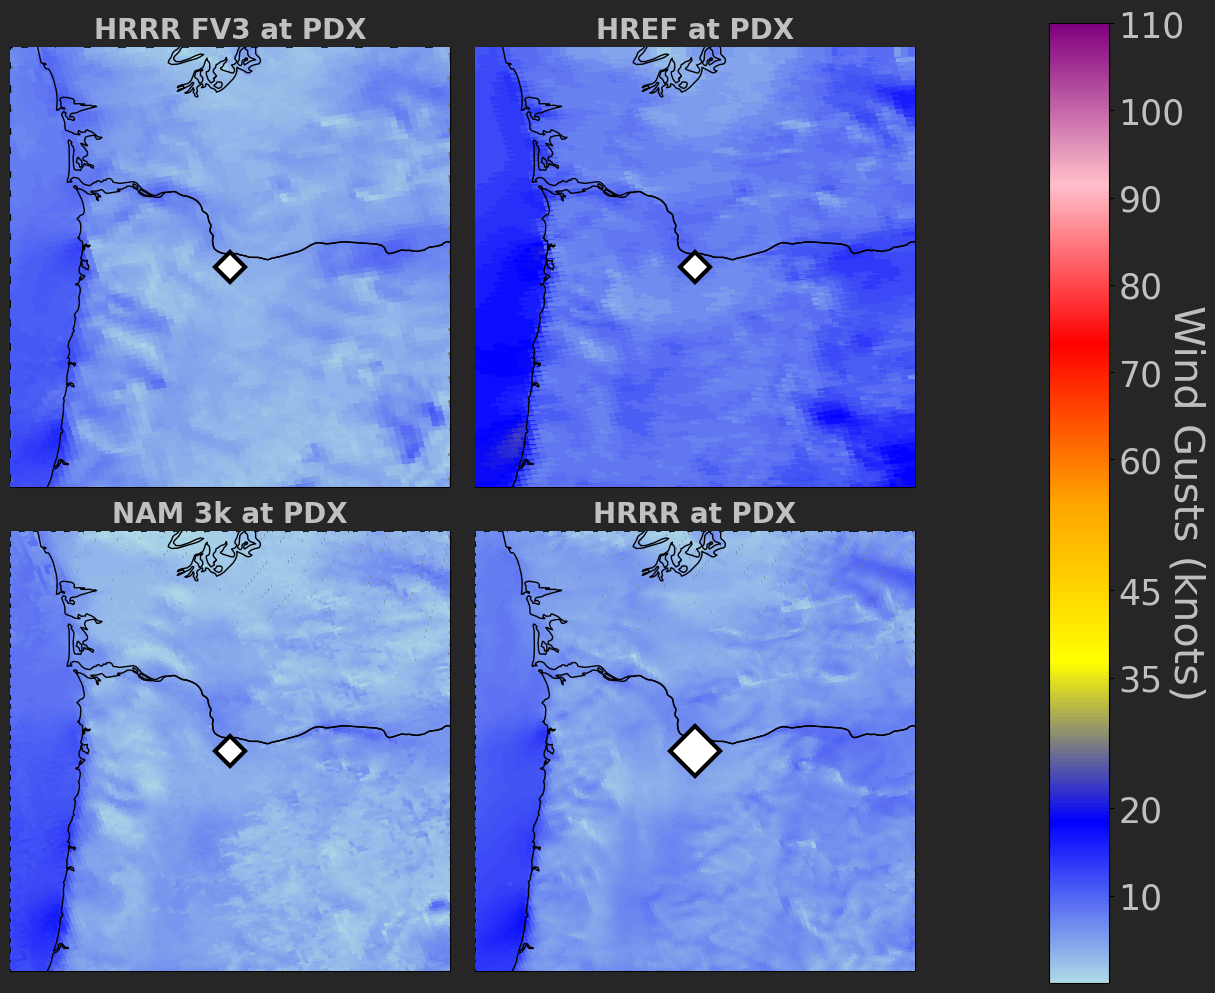 HRRR FV3 at PDX
HREF at PDX
NAM 3k at PDX
HRRR at PDX
110
100
90
80
70
60
45
35
20
10
Wind Gusts (knots)